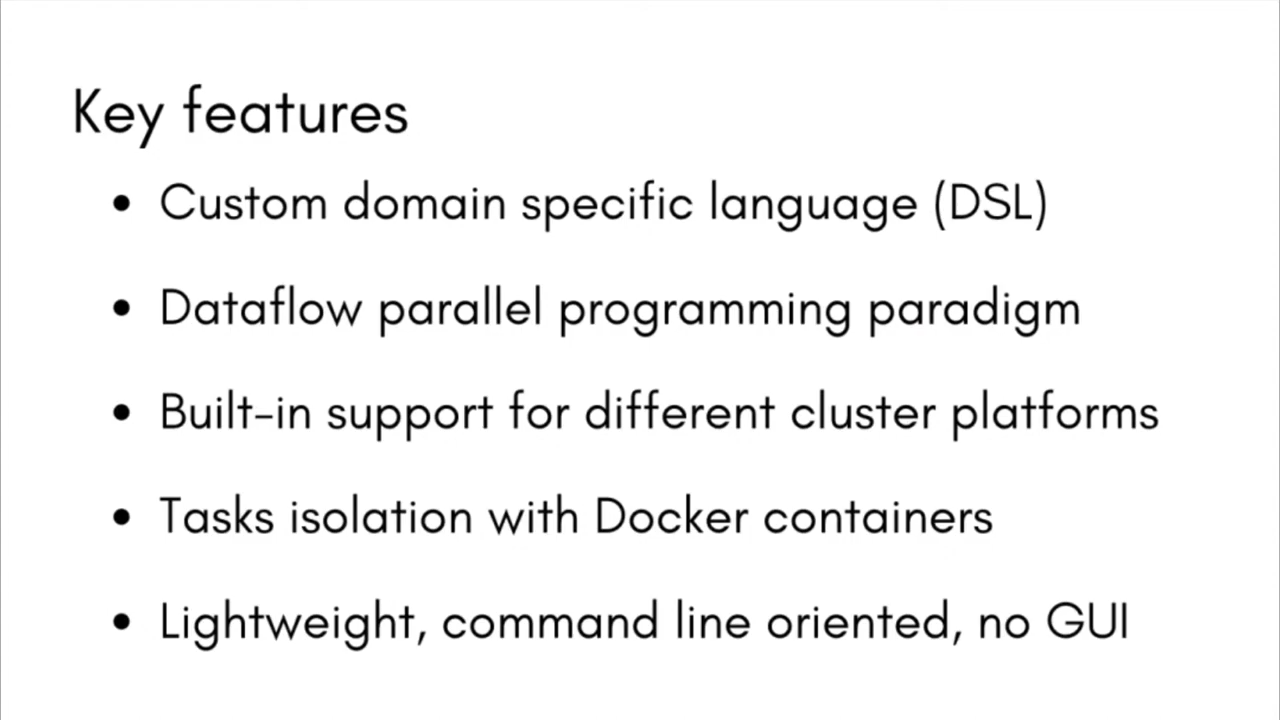 Key features
• Custom domain specific language (DSL)
• Dataflow parallel programming paradigm
• Built-in support for different cluster platforms
• Tasks isolation with Docker containers
• Lightweight, command line oriented, no GUI